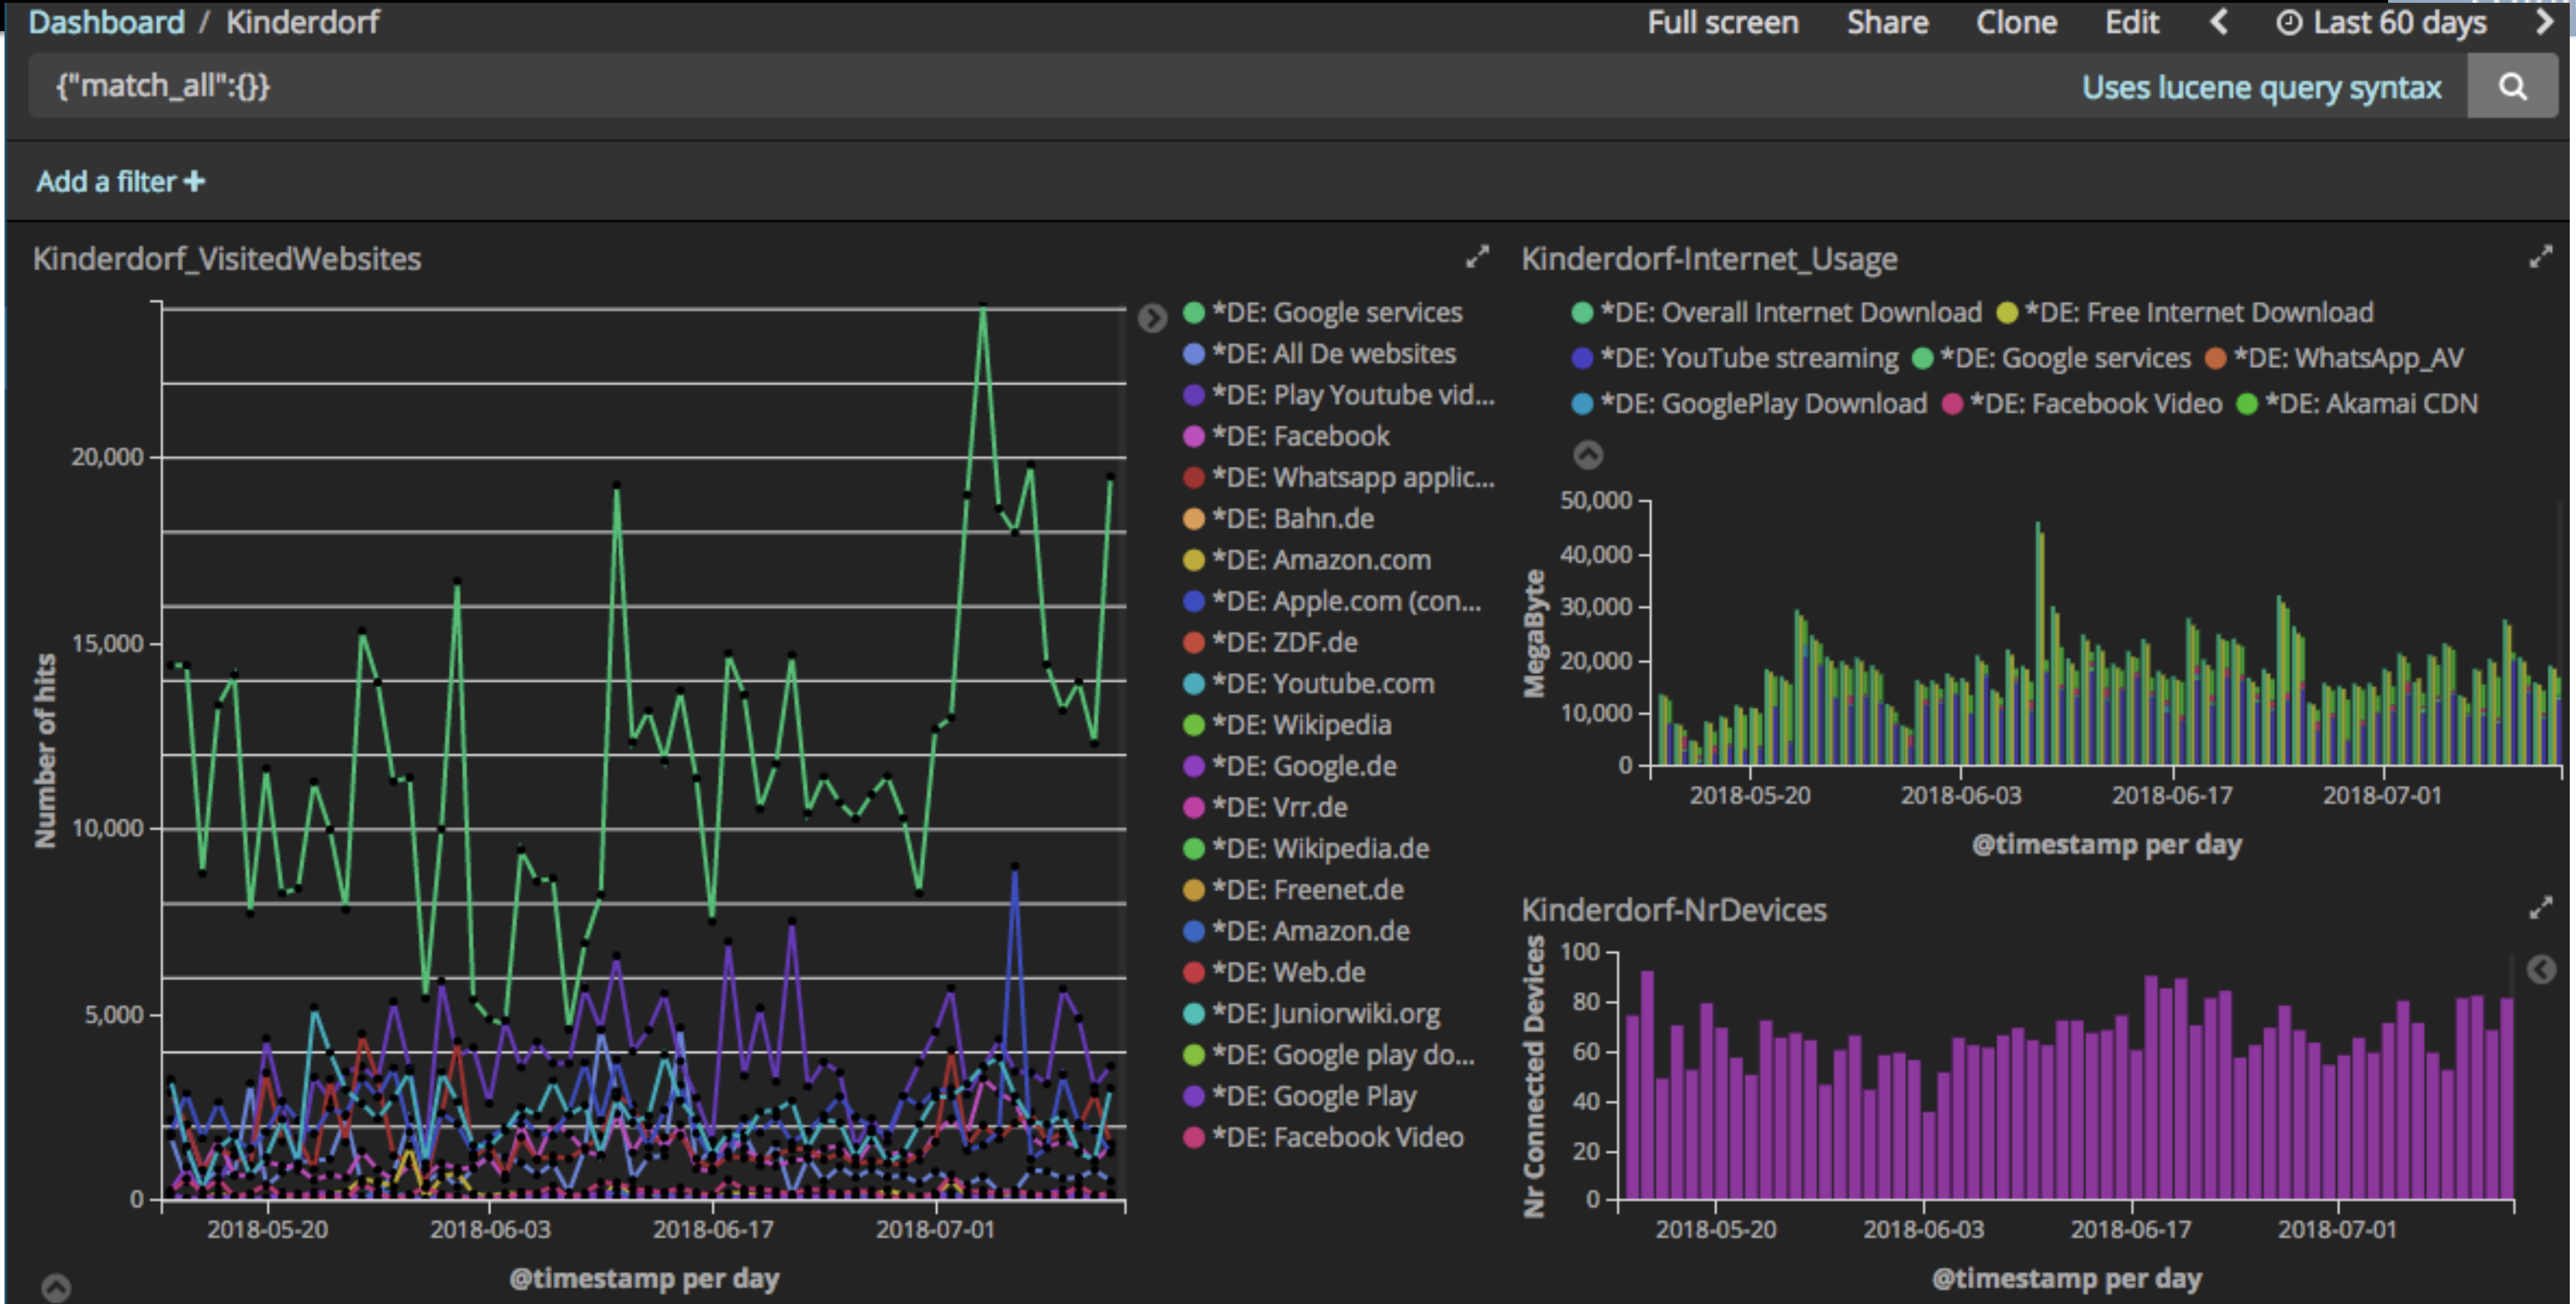 Dashboard / Kinderdorf
Full screen Share Clone Edit Last 60 days
{"match_all":{}}
Uses lucene query syntax
Add a filter +
Kinderdorf_VisitedWebsites
Number of hits
20,000
15,000
10,000
5,000
0
2018-05-20 2018-06-03 2018-06-17 2018-07-01
@timestamp per day
*DE: Google services
*DE: All De websites
*DE: Play Youtube vid...
*DE: Facebook
*DE: Whatsapp applic...
*DE: Bahn.de
*DE: Amazon.com
*DE: Apple.com (con...
*DE: ZDF.de
*DE: Youtube.com
*DE: Wikipedia
*DE: Google.de
*DE: Vrr.de
*DE: Wikipedia.de
*DE: Freenet.de
*DE: Amazon.de
*DE: Web.de
*DE: Juniorwiki.org
*DE: Google play do...
*DE: Google Play
*DE: Facebook Video
Kinderdorf-Internet_Usage
*DE: Overall Internet Download *DE: Free Internet Download
*DE: YouTube streaming *DE: Google services *DE: WhatsApp_AV
*DE: GooglePlay Download *DE: Facebook Video *DE: Akamai CDN
MegaByte
50,000
40,000
30,000
20,000
10,000
0
2018-05-20 2018-06-03 2018-06-17 2018-07-01
@timestamp per day
Kinderdorf-NrDevices
Nr Connected Devices
100
80
60
40
20
0
2018-05-20 2018-06-03 2018-06-17 2018-07-01
@timestamp per day